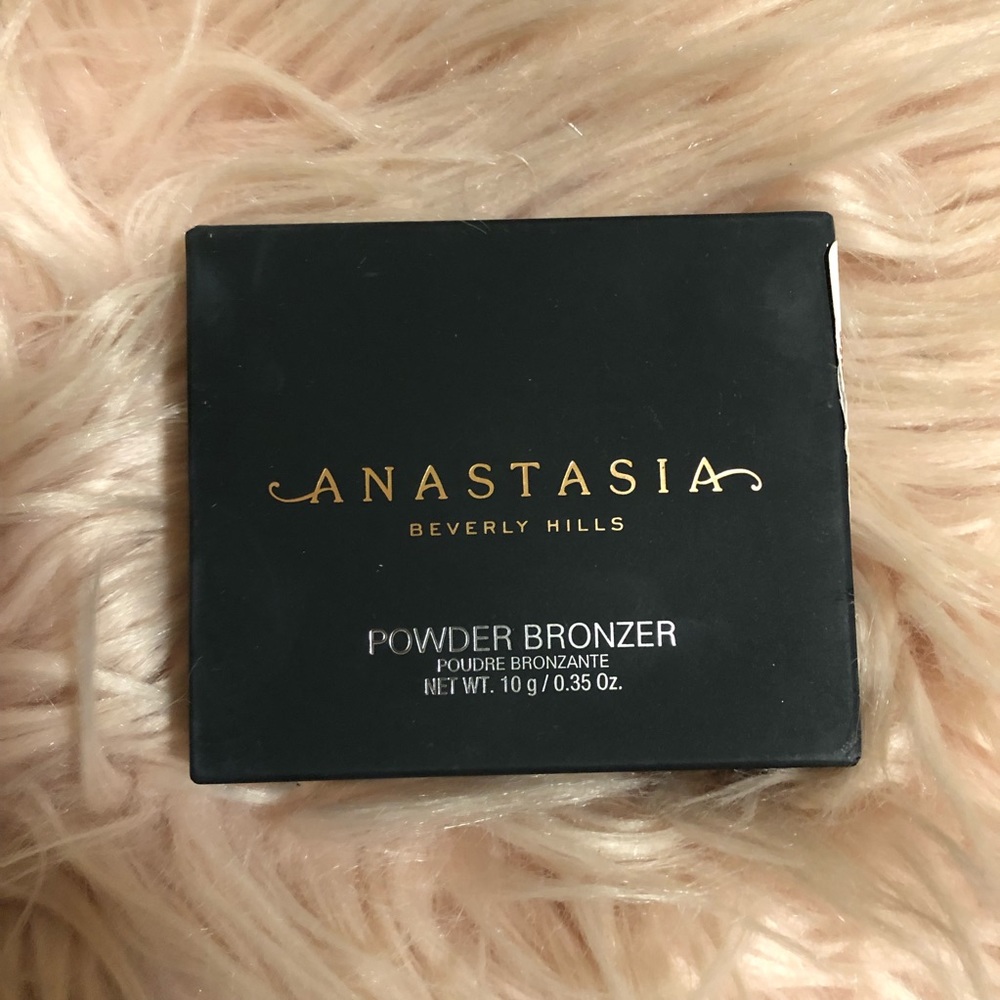 ANASTASIA
BEVERLY HILLS
POWDER BRONZER
POUDRE BRONZANTE
NET WT. 10 g / 0.35 Oz.